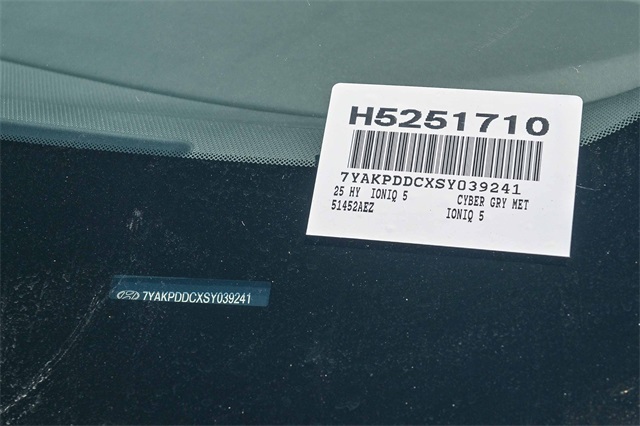 H5251710
7YAKPDDCXSY039241
25 HY IONIQ 5 CYBER GRY MET
51452AEZ IONIQ 5
7YAKPDDCXSY039241